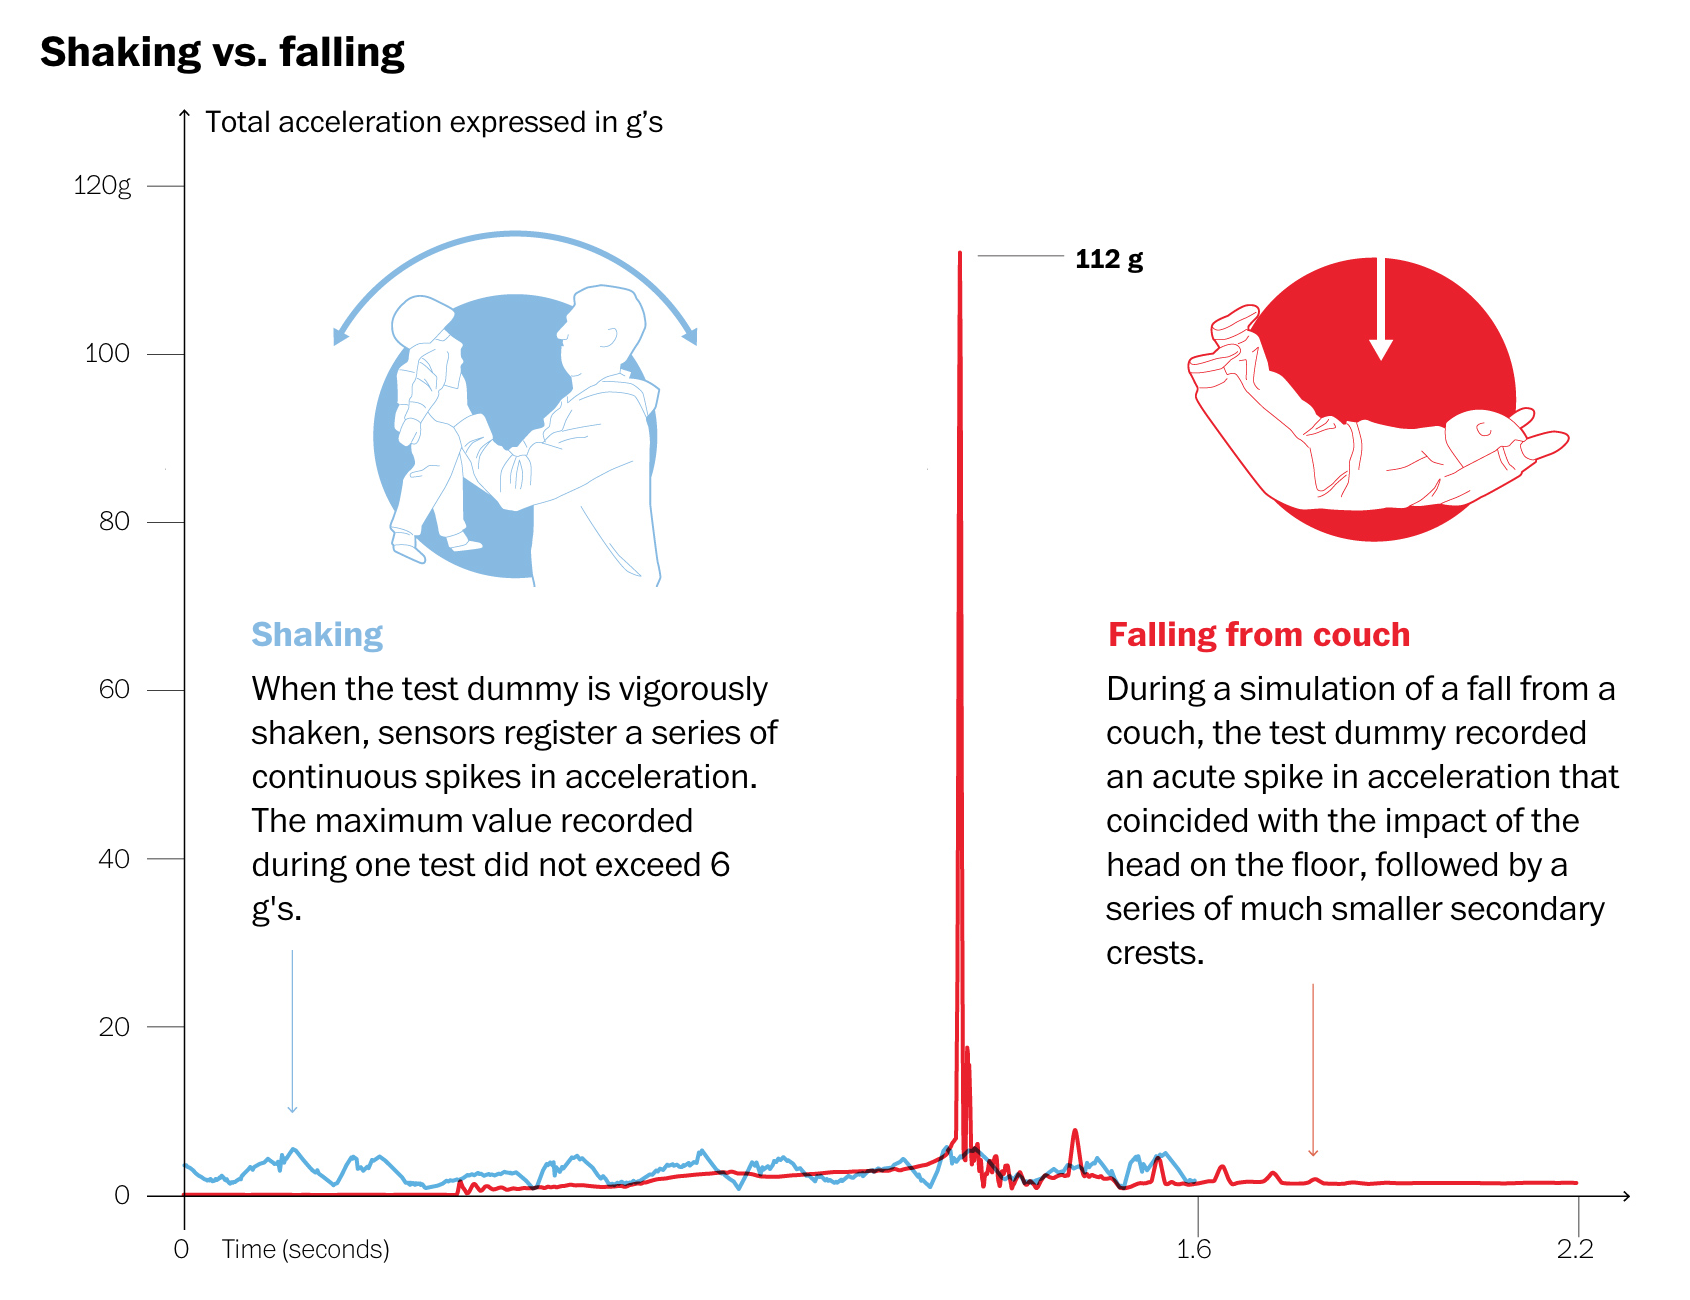 Shaking vs. falling
Total acceleration expressed in g’s
120g
112 g
100
80
60
40
20
0
Shaking
When the test dummy is vigorously
shaken, sensors register a series of
continuous spikes in acceleration.
The maximum value recorded
during one test did not exceed 6
g's.
Falling from couch
During a simulation of a fall from a
couch, the test dummy recorded
an acute spike in acceleration that
coincided with the impact of the
head on the floor, followed by a
series of much smaller secondary
crests.
0
Time (seconds)
1.6
2.2